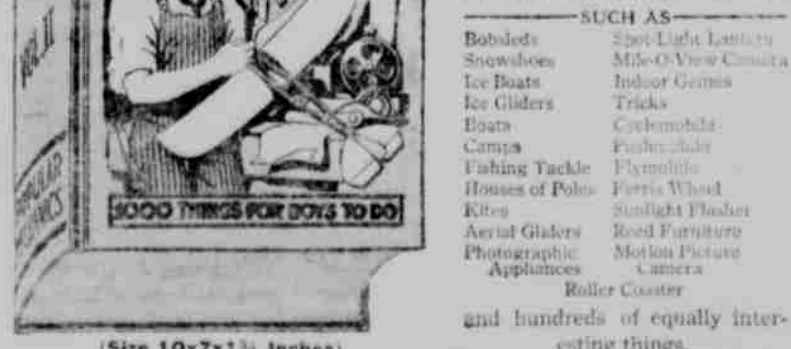 VOL. II
POPULAR MECHANICS
1000 THINGS FOR BOYS TO DO
(Size 10x7x1¾ Inches)
SUCH AS
Bobsleds Spot-Light Lantern
Snowshoes Mile-O-View Camera
Ice Boats Indoor Games
Ice Gliders Tricks
Boats Cyclemobile
Camps Pushmobile
Fishing Tackle Flymobile
Houses of Poles Ferris Wheel
Kites Sunlight Flasher
Aerial Gliders Reed Furniture
Photographic Appliances Motion Picture Camera
Roller Coaster
and hundreds of equally inter-
esting things